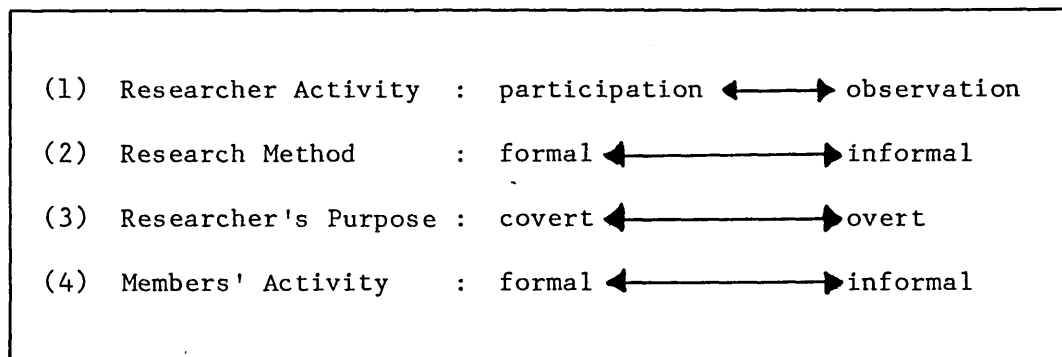 (1) Researcher Activity : participation ↔ observation
(2) Research Method : formal ↔ informal
(3) Researcher's Purpose : covert ↔ overt
(4) Members' Activity : formal ↔ informal